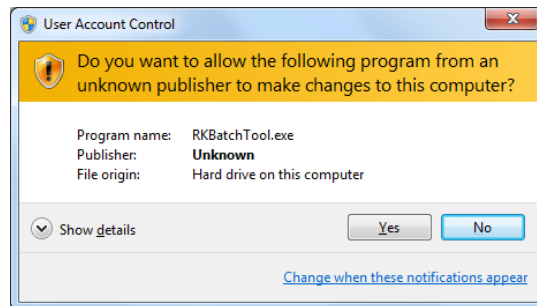 User Account Control
Do you want to allow the following program from an
unknown publisher to make changes to this computer?
Program name: RKBatchTool.exe
Publisher: Unknown
File origin: Hard drive on this computer
Show details
Yes
No
Change when these notifications appear